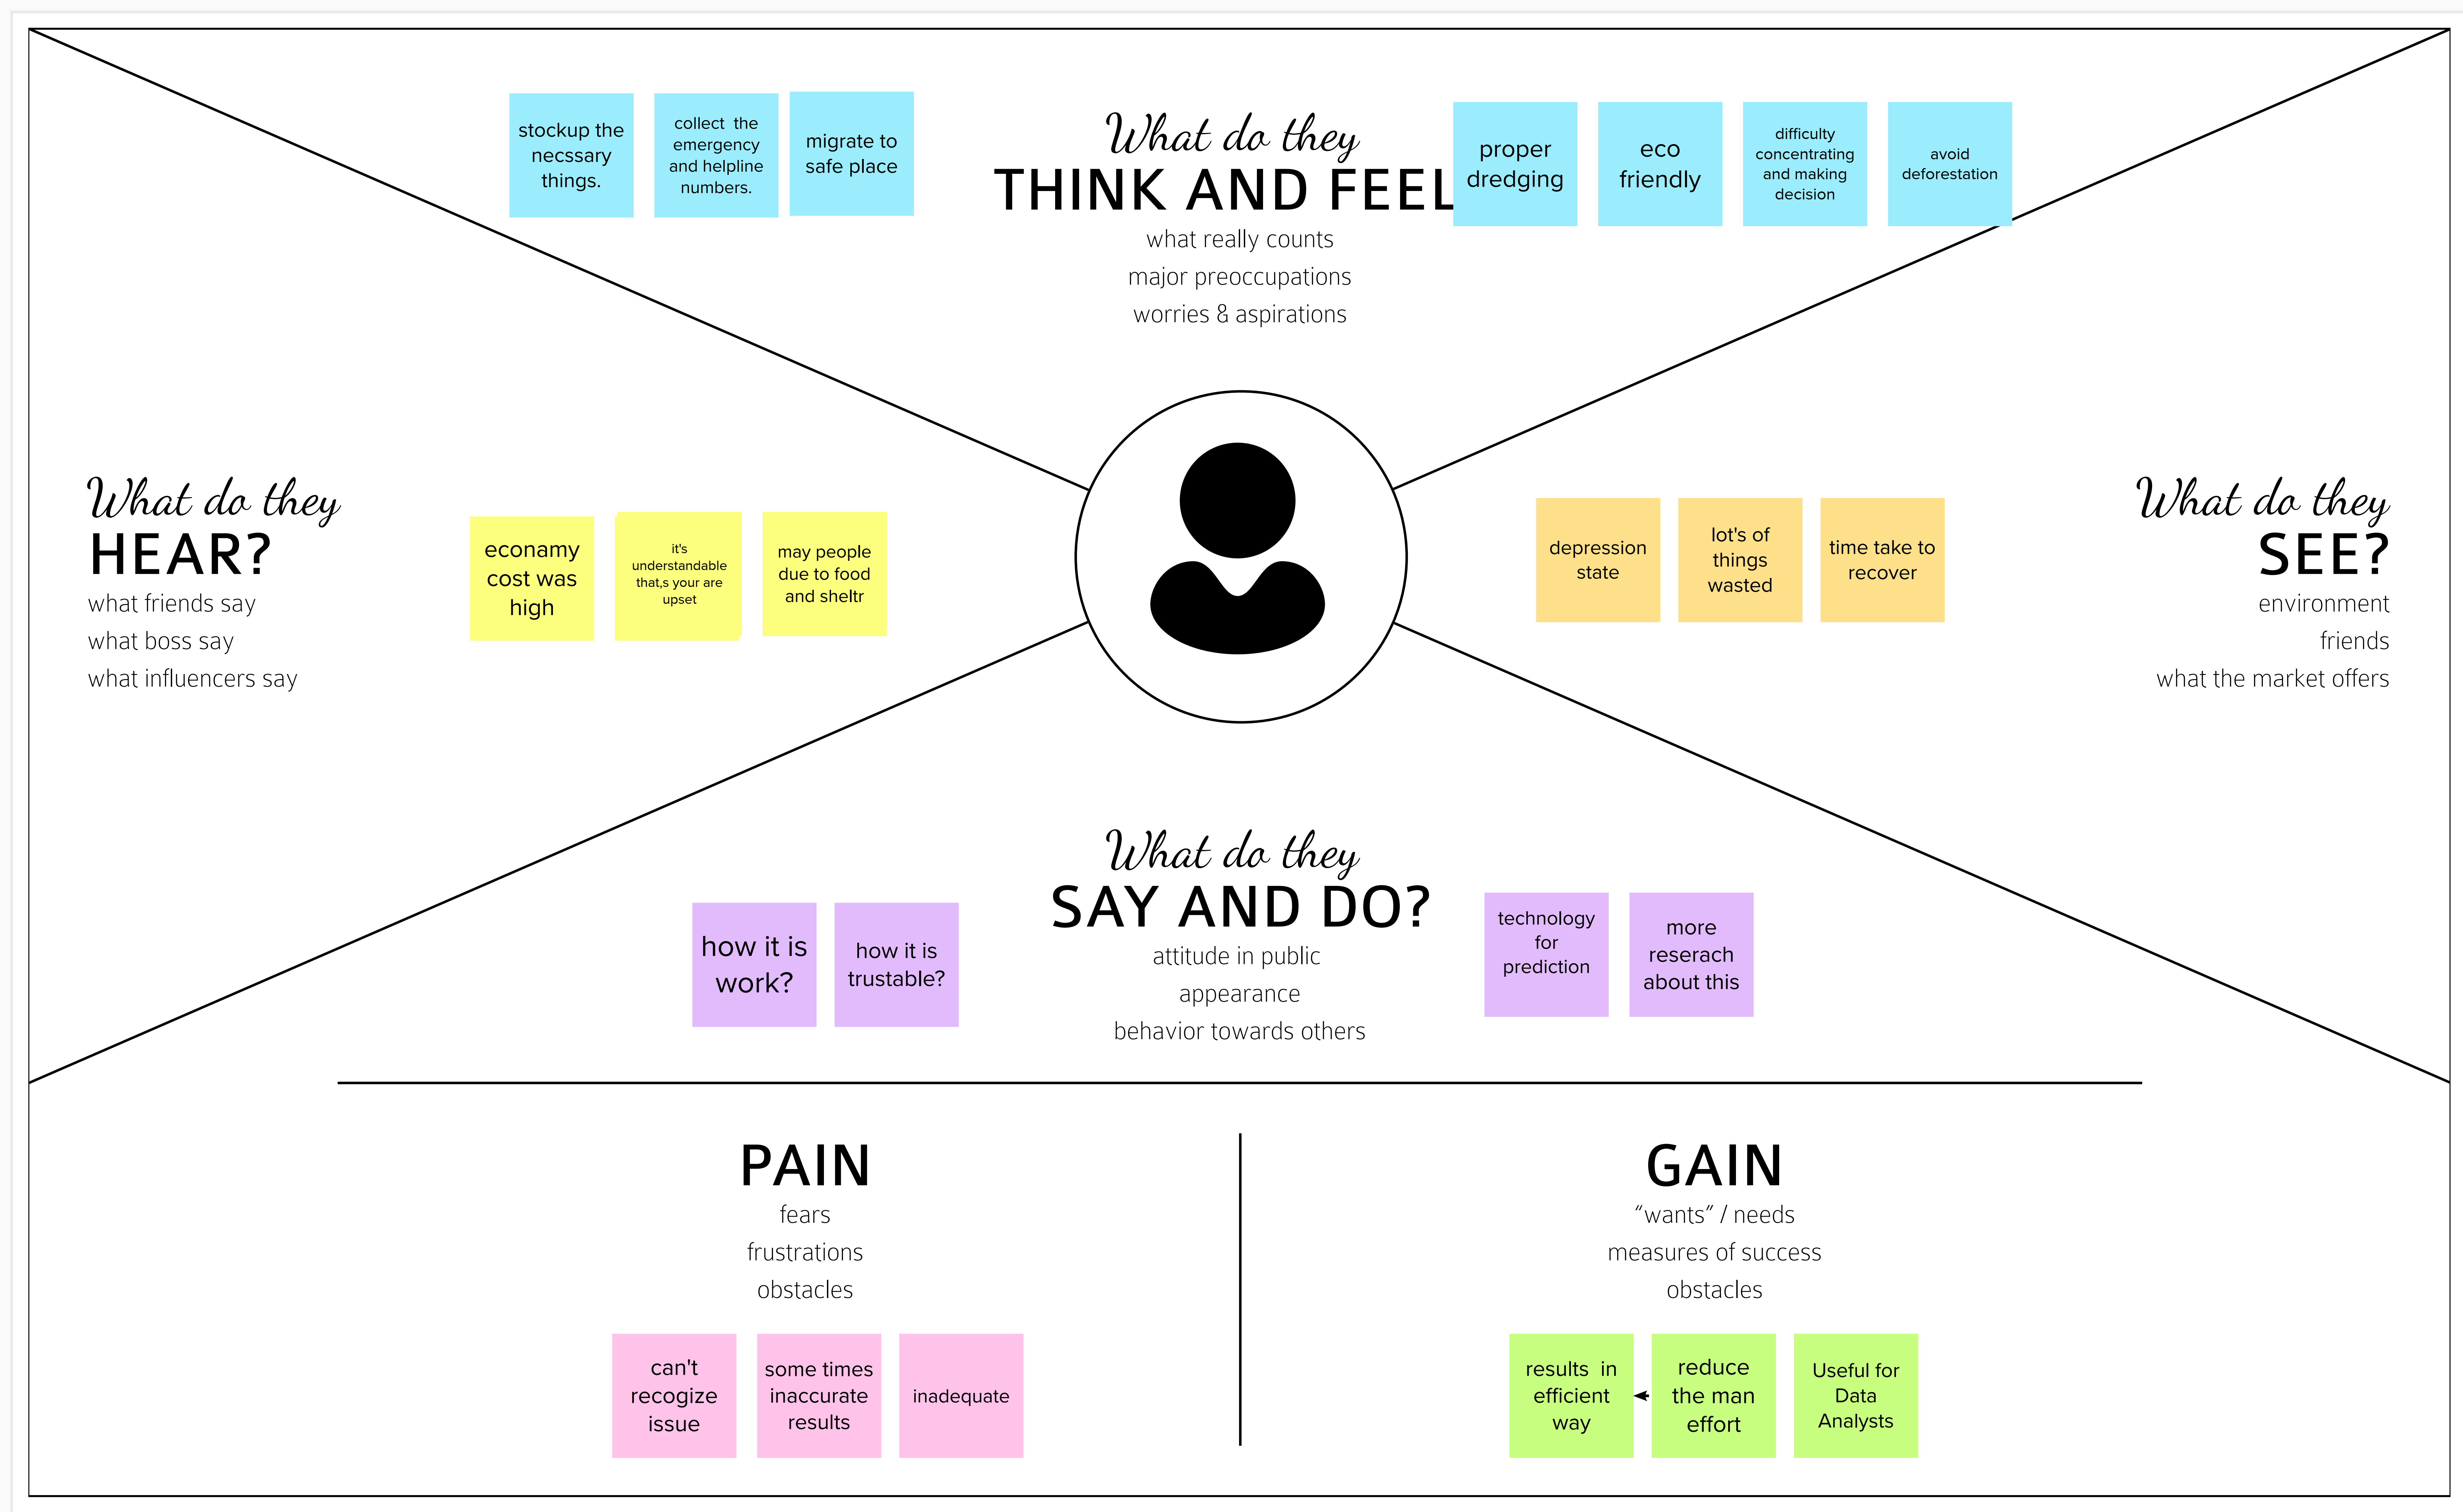 stockup the
necssary
things.
collect  the
emergency
and helpline
numbers.
migrate to
safe place
What do they
THINK AND FEEL
what really counts
major preoccupations
worries & aspirations
proper
dredging
eco
friendly
difficulty
concentrating
and making
decision
avoid
deforestation
What do they
HEAR?
what friends say
what boss say
what influencers say
econamy
cost was
high
it's
understandable
that,s your are
upset
may people
due to food
and sheltr
depression
state
lot's of
things
wasted
time take to
recover
What do they
SEE?
environment
friends
what the market offers
What do they
SAY AND DO?
attitude in public
appearance
behavior towards others
how it is
work?
how it is
trustable?
technology
for
prediction
more
reserach
about this
PAIN
fears
frustrations
obstacles
can't
recogize
issue
some times
inaccurate
results
inadequate
GAIN
“wants” / needs
measures of success
obstacles
results  in
efficient
way
reduce
the man
effort
Useful for
Data
Analysts